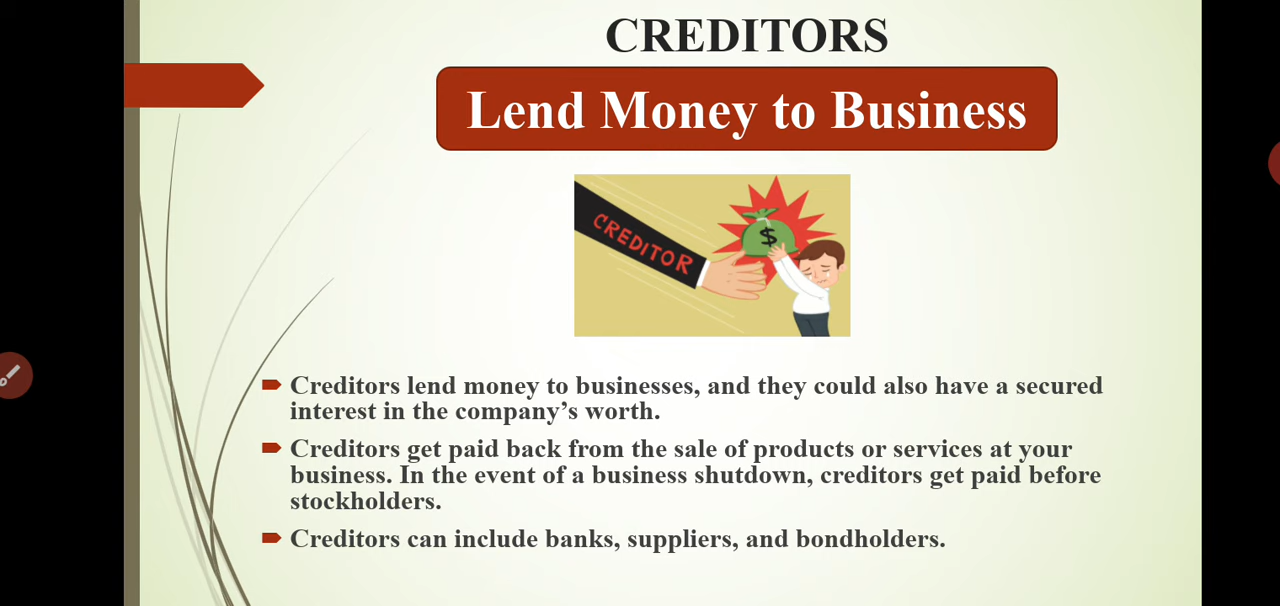 CREDITORS
Lend Money to Business
CREDITOR
$
Creditors lend money to businesses, and they could also have a secured
interest in the company’s worth.
Creditors get paid back from the sale of products or services at your
business. In the event of a business shutdown, creditors get paid before
stockholders.
Creditors can include banks, suppliers, and bondholders.